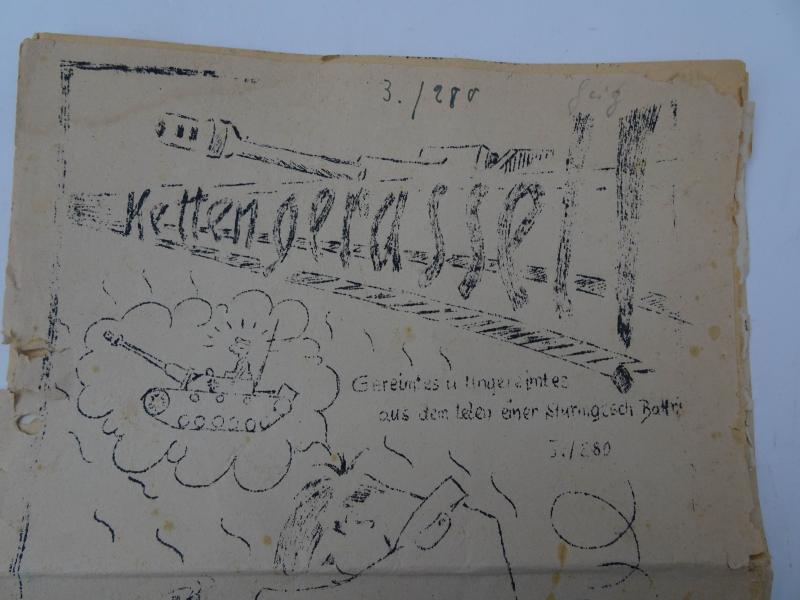 3./280
Kettengerassel!
Gereimtes u Ungereimtes
aus dem leben einer Sturmgesch Battr
3./280